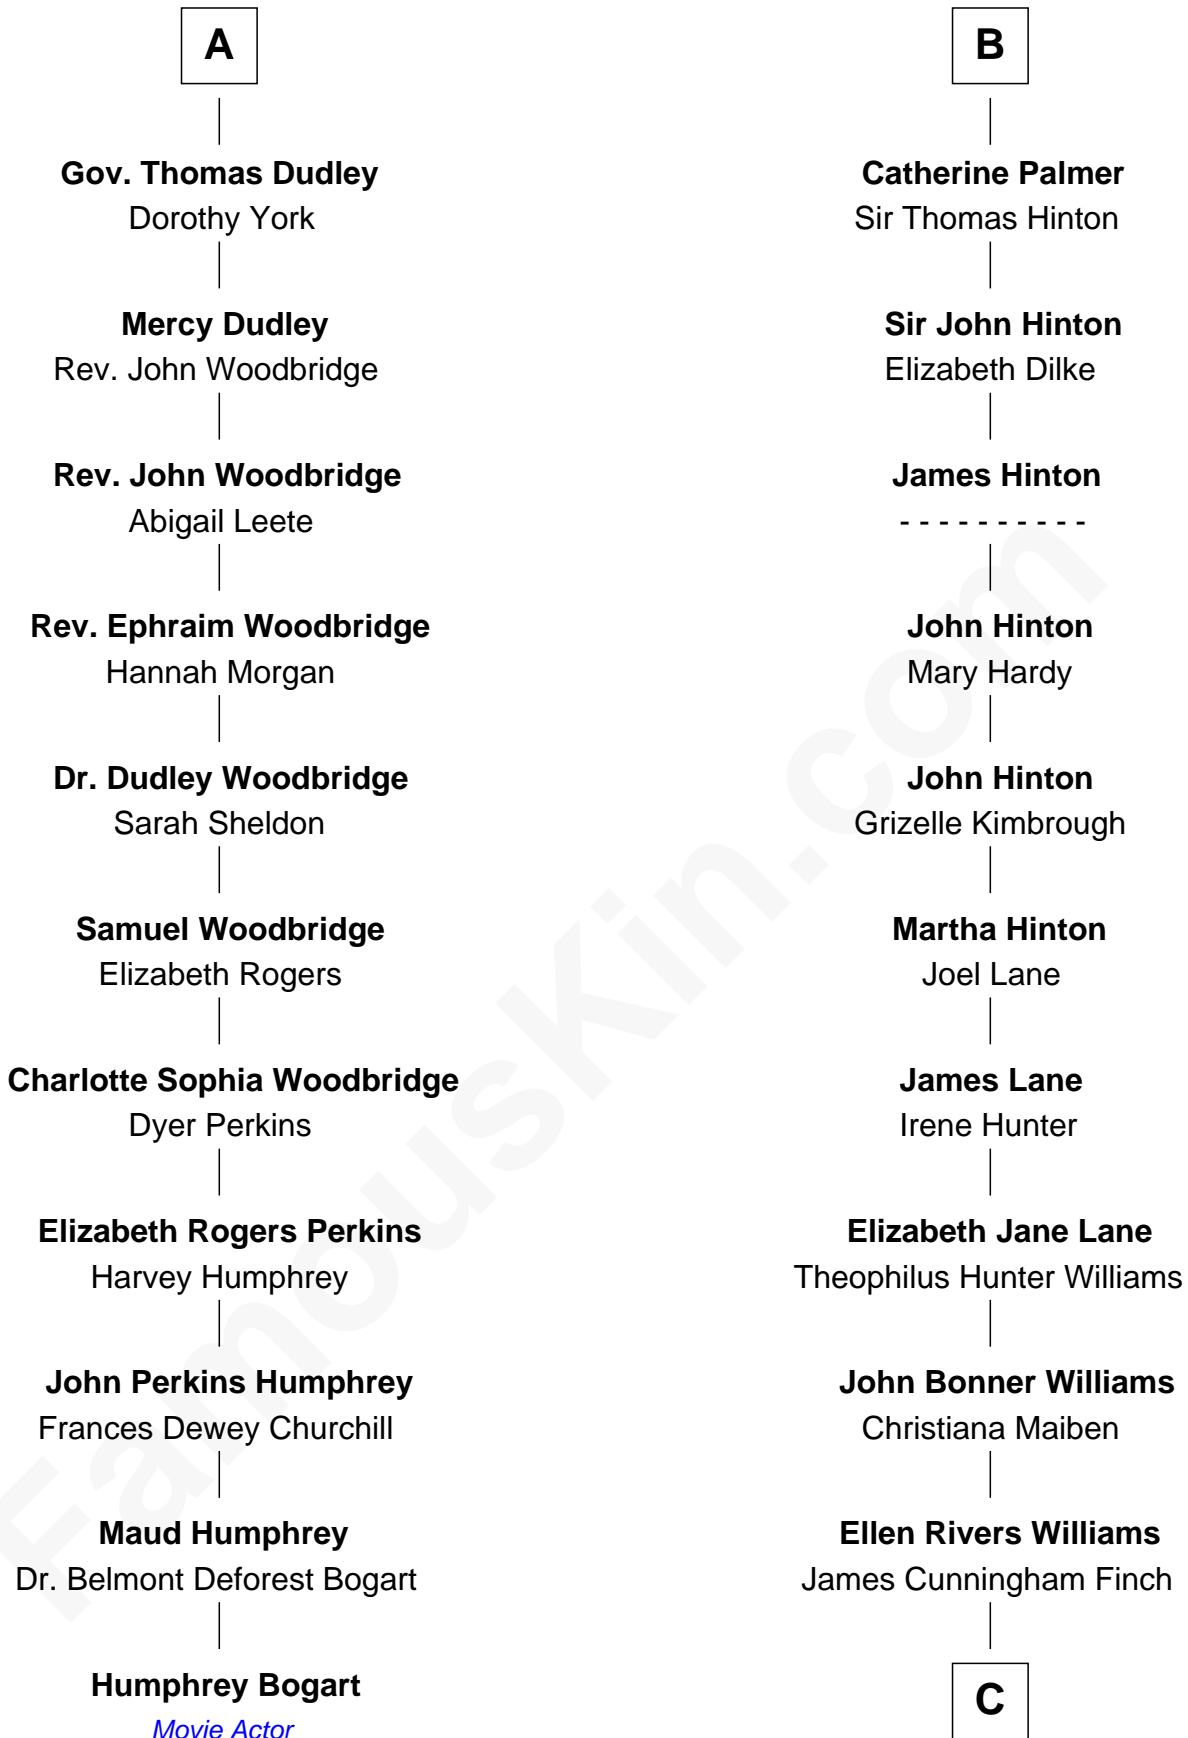 A
Gov. Thomas Dudley
Dorothy York
Mercy Dudley
Rev. John Woodbridge
Rev. John Woodbridge
Abigail Leete
Rev. Ephraim Woodbridge
Hannah Morgan
Dr. Dudley Woodbridge
Sarah Sheldon
Samuel Woodbridge
Elizabeth Rogers
Charlotte Sophia Woodbridge
Dyer Perkins
Elizabeth Rogers Perkins
Harvey Humphrey
John Perkins Humphrey
Frances Dewey Churchill
Maud Humphrey
Dr. Belmont Deforest Bogart
Humphrey Bogart
Movie Actor
B
Catherine Palmer
Sir Thomas Hinton
Sir John Hinton
Elizabeth Dilke
James Hinton
- - - - - - - - - -
John Hinton
Mary Hardy
John Hinton
Grizelle Kimbrough
Martha Hinton
Joel Lane
James Lane
Irene Hunter
Elizabeth Jane Lane
Theophilus Hunter Williams
John Bonner Williams
Christiana Maiben
Ellen Rivers Williams
James Cunningham Finch
C
FamousKin.com